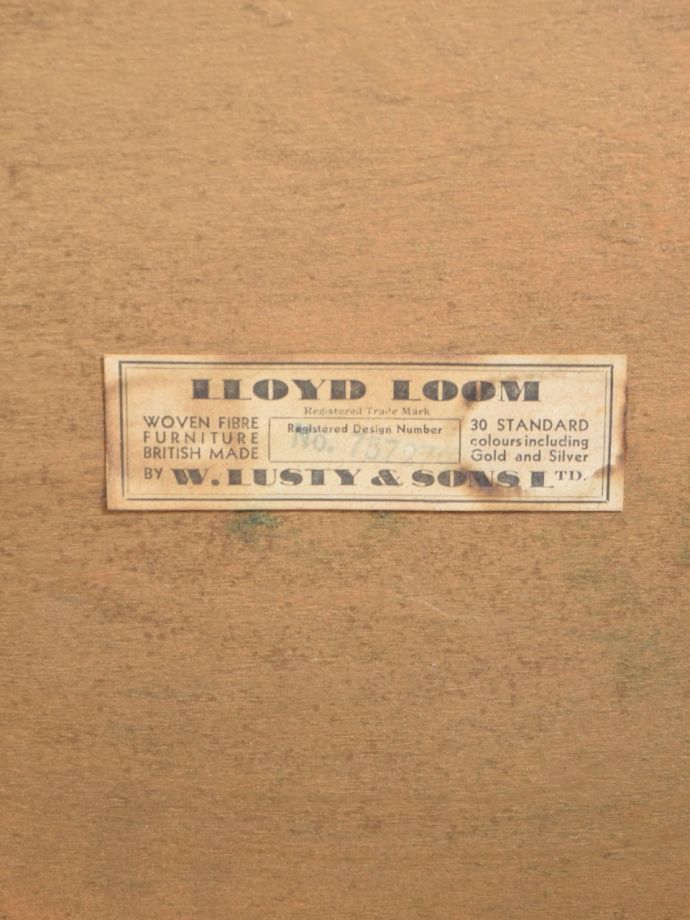 LLOYD LOOM
Registered Trade Mark
WOVEN FIBRE
FURNITURE
BRITISH MADE
Registered Design Number
No.
30 STANDARD
colours including
Gold and Silver
BY W. LUSTY & SONS LTD.